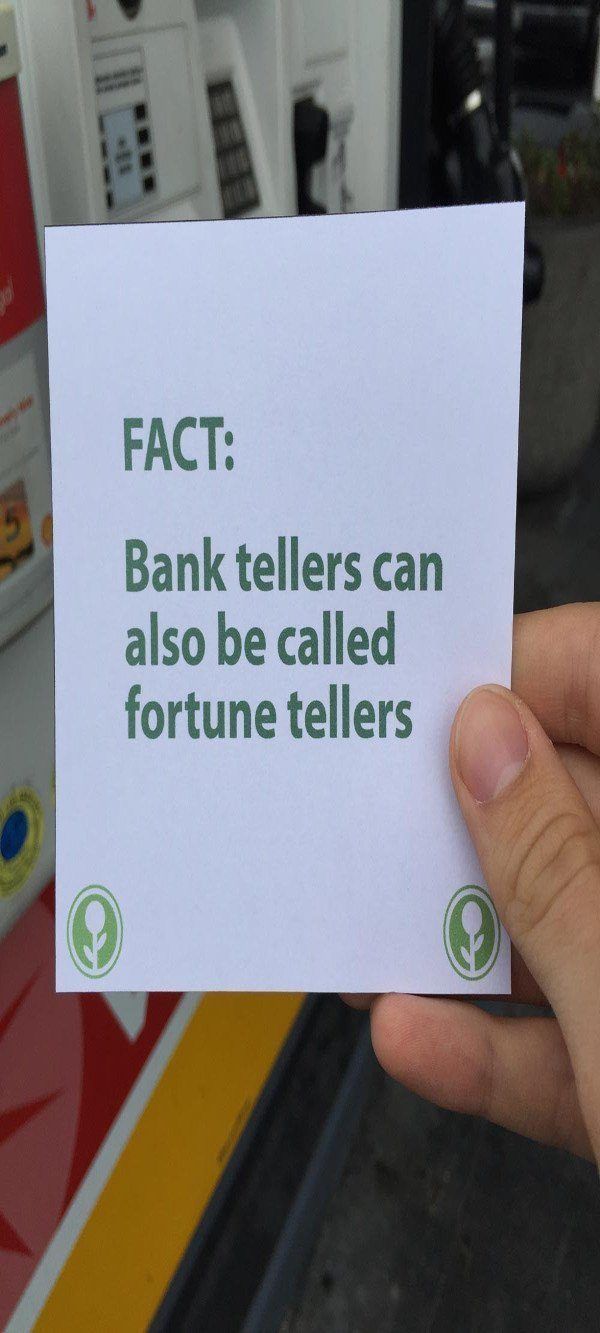 FACT:
Bank tellers can
also be called
fortune tellers